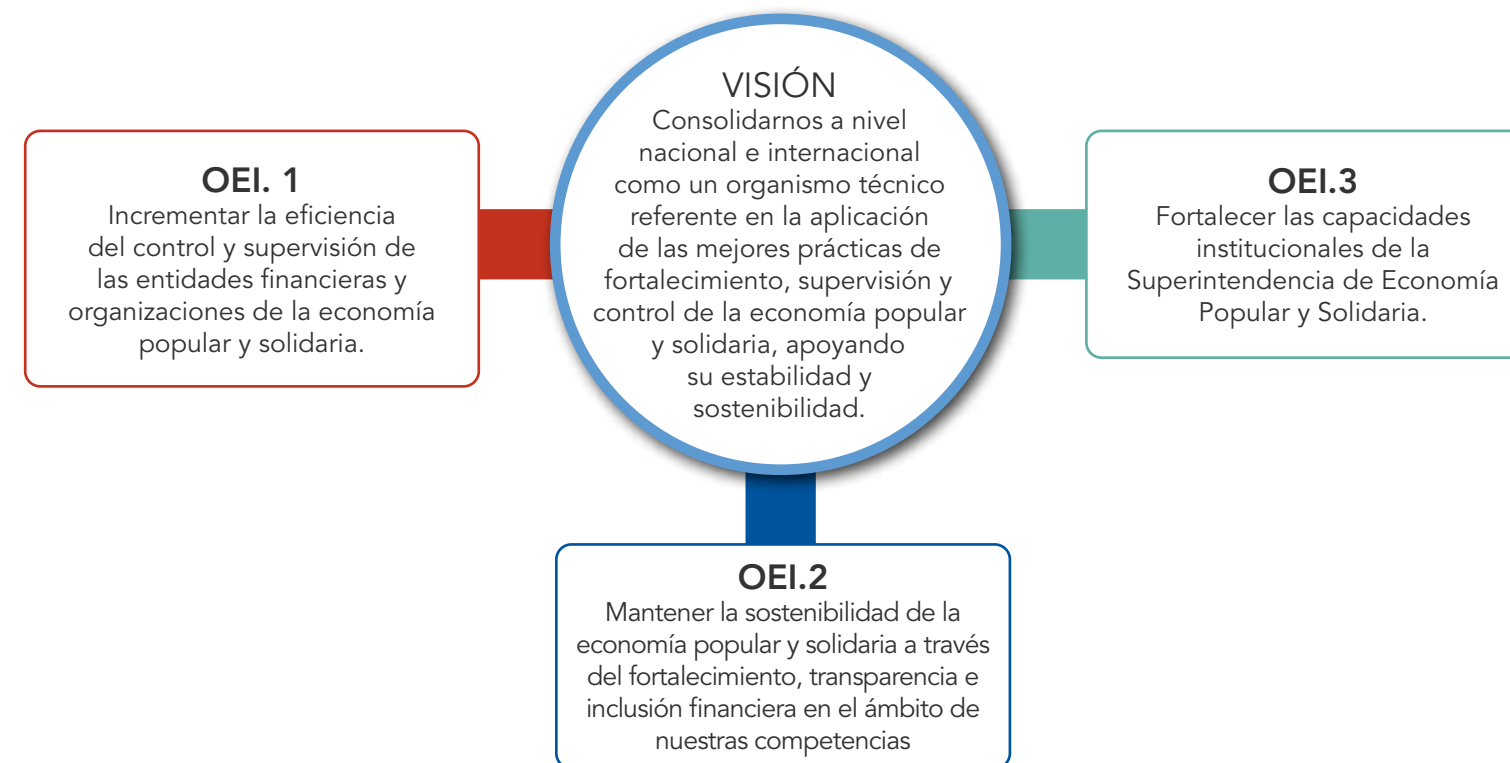 VISIÓN
Consolidarnos a nivel
nacional e internacional
como un organismo técnico
referente en la aplicación
de las mejores prácticas de
fortalecimiento, supervisión y
control de la economía popular
y solidaria, apoyando
su estabilidad y
sostenibilidad.
OEI. 1
Incrementar la eficiencia
del control y supervisión de
las entidades financieras y
organizaciones de la economía
popular y solidaria.
OEI.3
Fortalecer las capacidades
institucionales de la
Superintendencia de Economía
Popular y Solidaria.
OEI.2
Mantener la sostenibilidad de la
economía popular y solidaria a través
del fortalecimiento, transparencia e
inclusión financiera en el ámbito de
nuestras competencias